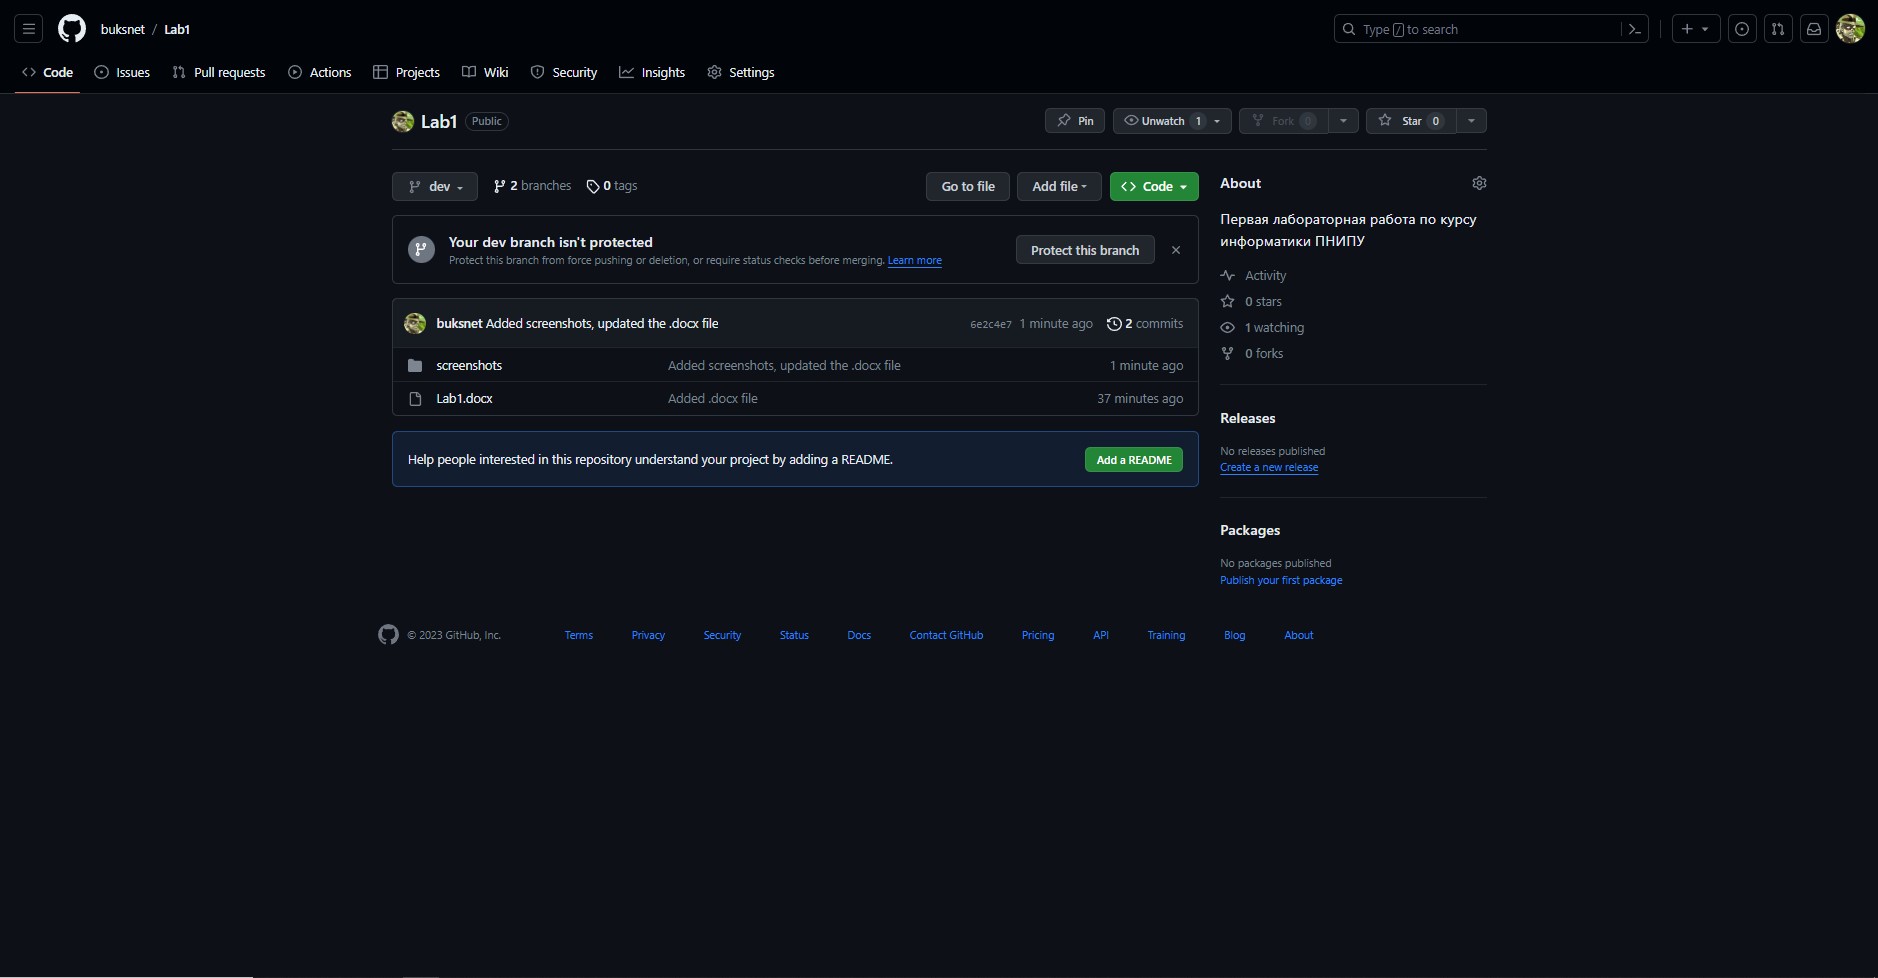 buksnet / Lab1
Type / to search
Code Issues Pull requests Actions Projects Wiki Security Insights Settings
Lab1 Public
Pin Unwatch 1 Fork 0 Star 0
dev 2 branches 0 tags
Go to file Add file Code
Your dev branch isn't protected
Protect this branch from force pushing or deletion, or require status checks before merging. Learn more
Protect this branch
buksnet Added screenshots, updated the .docx file 6e2c4e7 1 minute ago 2 commits
screenshots Added screenshots, updated the .docx file 1 minute ago
Lab1.docx Added .docx file 37 minutes ago
Help people interested in this repository understand your project by adding a README.
Add a README
About
Первая лабораторная работа по курсу
информатики ПНИПУ
Activity
0 stars
1 watching
0 forks
Releases
No releases published
Create a new release
Packages
No packages published
Publish your first package
© 2023 GitHub, Inc. Terms Privacy Security Status Docs Contact GitHub Pricing API Training Blog About